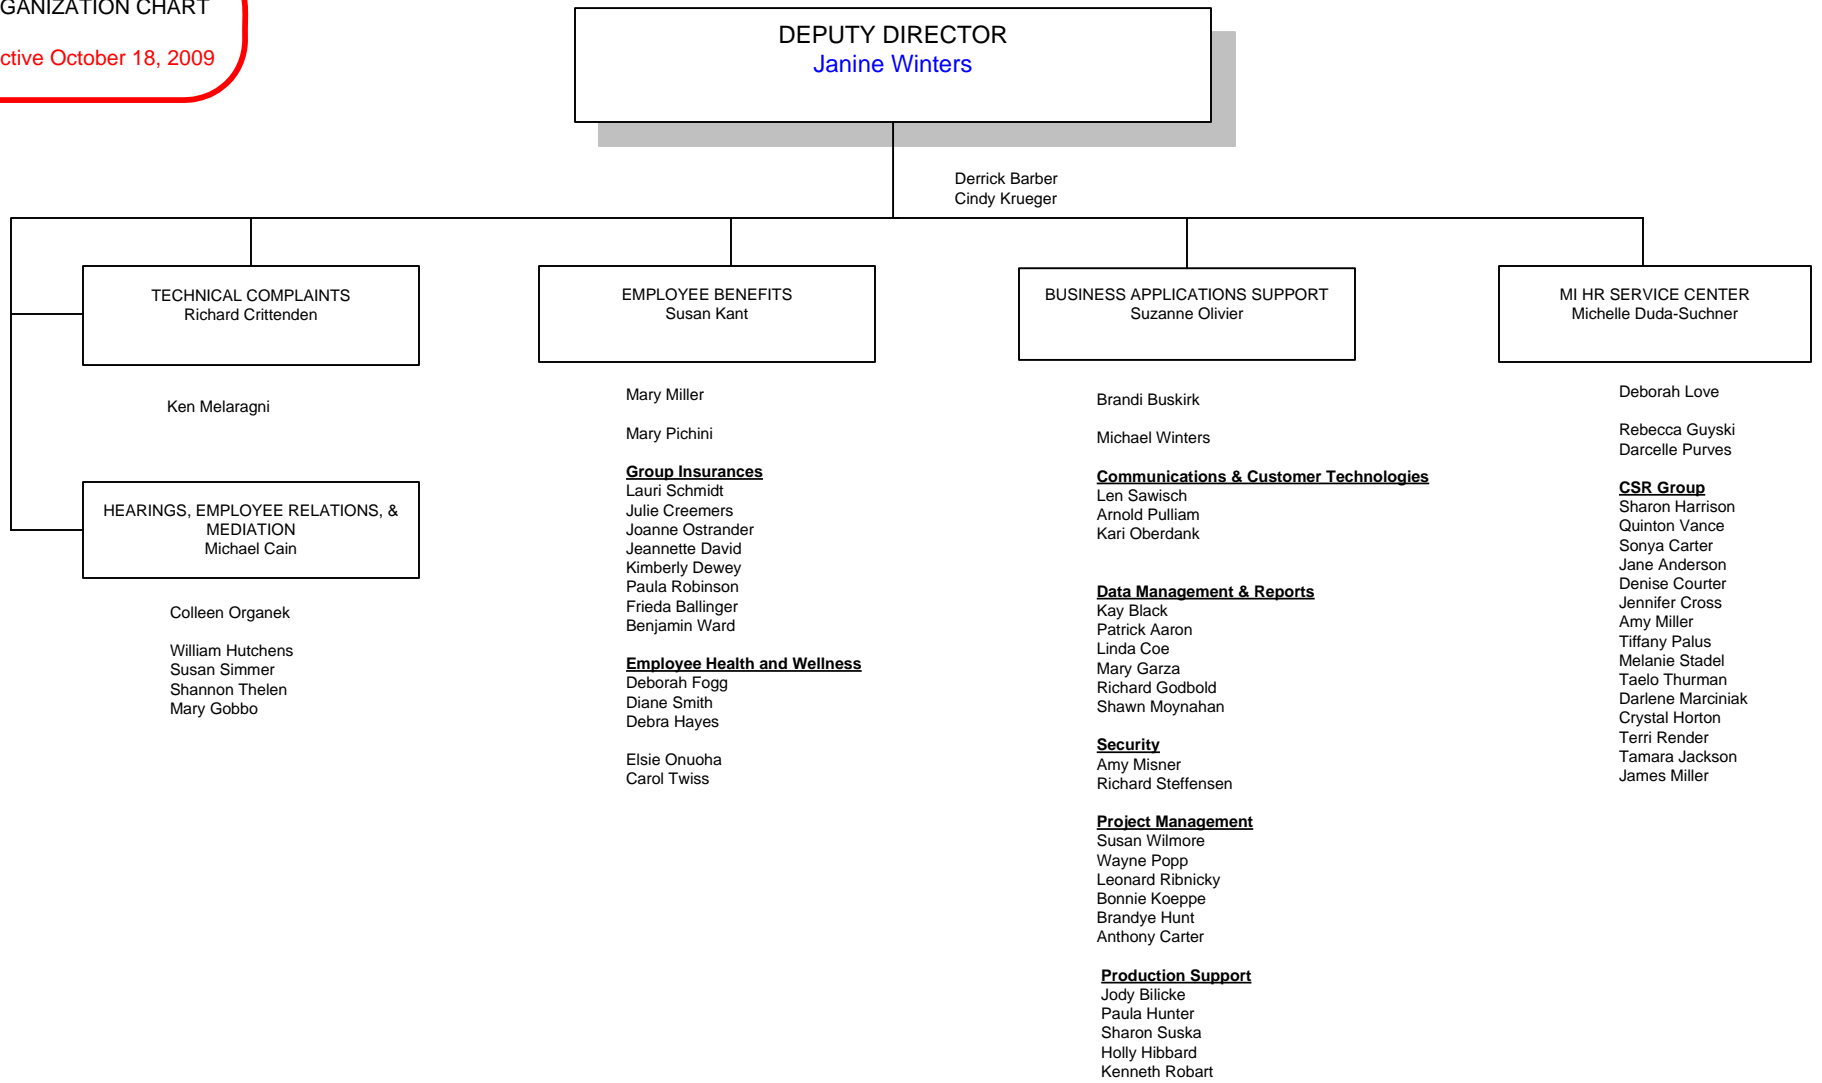 GANIZATION CHART
ctive October 18, 2009
DEPUTY DIRECTOR
Janine Winters
Derrick Barber
Cindy Krueger
TECHNICAL COMPLAINTS
Richard Crittenden
Ken Melaragni
HEARINGS, EMPLOYEE RELATIONS, &
MEDIATION
Michael Cain
Colleen Organek
William Hutchens
Susan Simmer
Shannon Thelen
Mary Gobbo
EMPLOYEE BENEFITS
Susan Kant
Mary Miller
Mary Pichini
Group Insurances
Lauri Schmidt
Julie Creemers
Joanne Ostrander
Jeannette David
Kimberly Dewey
Paula Robinson
Frieda Ballinger
Benjamin Ward
Employee Health and Wellness
Deborah Fogg
Diane Smith
Debra Hayes
Elsie Onuoha
Carol Twiss
BUSINESS APPLICATIONS SUPPORT
Suzanne Olivier
Brandi Buskirk
Michael Winters
Communications & Customer Technologies
Len Sawisch
Arnold Pulliam
Kari Oberdank
Data Management & Reports
Kay Black
Patrick Aaron
Linda Coe
Mary Garza
Richard Godbold
Shawn Moynahan
Security
Amy Misner
Richard Steffensen
Project Management
Susan Wilmore
Wayne Popp
Leonard Ribnicky
Bonnie Koeppe
Brandye Hunt
Anthony Carter
Production Support
Jody Bilicke
Paula Hunter
Sharon Suska
Holly Hibbard
Kenneth Robart
MI HR SERVICE CENTER
Michelle Duda-Suchner
Deborah Love
Rebecca Guyski
Darcelle Purves
CSR Group
Sharon Harrison
Quinton Vance
Sonya Carter
Jane Anderson
Denise Courter
Jennifer Cross
Amy Miller
Tiffany Palus
Melanie Stadel
Taelo Thurman
Darlene Marciniak
Crystal Horton
Terri Render
Tamara Jackson
James Miller